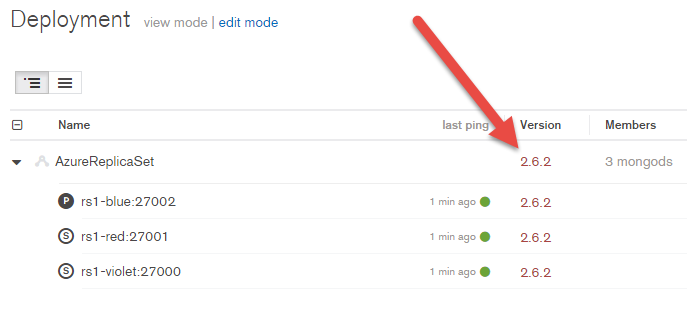 Deployment view mode | edit mode
Name last ping Version Members
AzureReplicaSet 2.6.2 3 mongods
P rs1-blue:27002 1 min ago 2.6.2
S rs1-red:27001 1 min ago 2.6.2
S rs1-violet:27000 1 min ago 2.6.2